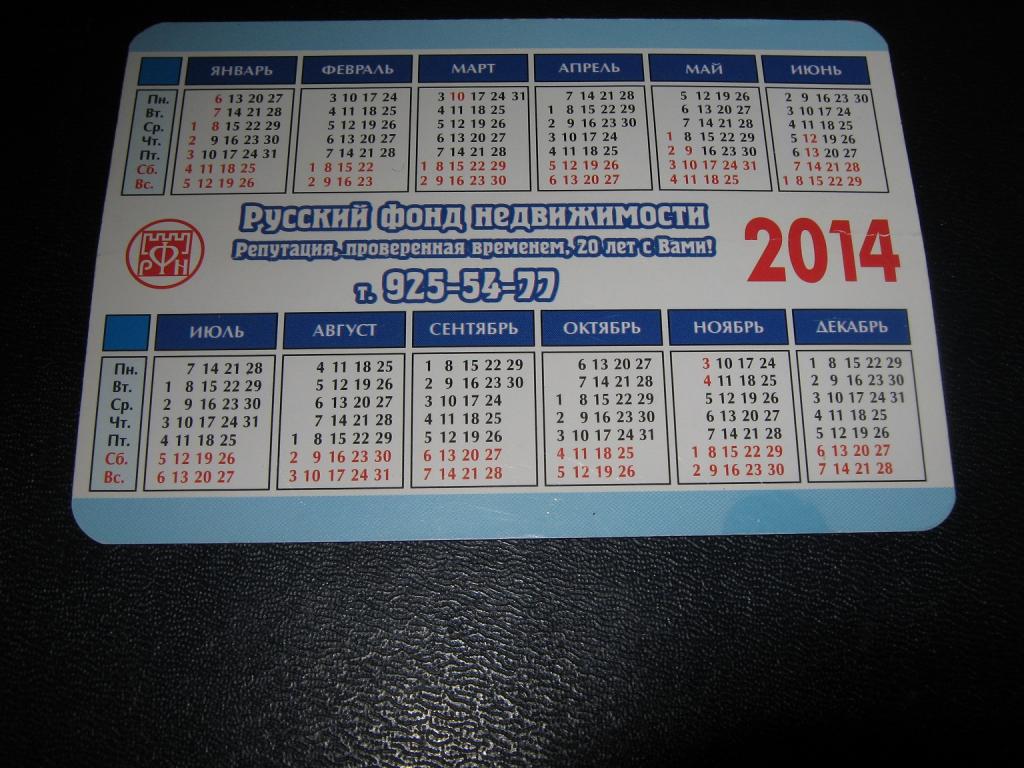 ЯНВАРЬ ФЕВРАЛЬ МАРТ АПРЕЛЬ МАЙ ИЮНЬ
Пн. 6 13 20 27 3 10 17 24 3 10 17 24 31 7 14 21 28 5 12 19 26 2 9 16 23 30
Вт. 7 14 21 28 4 11 18 25 4 11 18 25 1 8 15 22 29 6 13 20 27 3 10 17 24
Ср. 1 8 15 22 29 5 12 19 26 5 12 19 26 2 9 16 23 30 7 14 21 28 4 11 18 25
Чт. 2 9 16 23 30 6 13 20 27 6 13 20 27 3 10 17 24 1 8 15 22 29 5 12 19 26
Пт. 3 10 17 24 31 7 14 21 28 7 14 21 28 4 11 18 25 2 9 16 23 30 6 13 20 27
Сб. 4 11 18 25 1 8 15 22 1 8 15 22 29 5 12 19 26 3 10 17 24 31 7 14 21 28
Вс. 5 12 19 26 2 9 16 23 2 9 16 23 30 6 13 20 27 4 11 18 25 1 8 15 22 29
РФН
Русский фонд недвижимости
Репутация, проверенная временем, 20 лет с Вами!
т. 925-54-77
2014
ИЮЛЬ АВГУСТ СЕНТЯБРЬ ОКТЯБРЬ НОЯБРЬ ДЕКАБРЬ
Пн. 7 14 21 28 4 11 18 25 1 8 15 22 29 6 13 20 27 3 10 17 24 1 8 15 22 29
Вт. 1 8 15 22 29 5 12 19 26 2 9 16 23 30 7 14 21 28 4 11 18 25 2 9 16 23 30
Ср. 2 9 16 23 30 6 13 20 27 3 10 17 24 1 8 15 22 29 5 12 19 26 3 10 17 24 31
Чт. 3 10 17 24 31 7 14 21 28 4 11 18 25 2 9 16 23 30 6 13 20 27 4 11 18 25
Пт. 4 11 18 25 1 8 15 22 29 5 12 19 26 3 10 17 24 31 7 14 21 28 5 12 19 26
Сб. 5 12 19 26 2 9 16 23 30 6 13 20 27 4 11 18 25 1 8 15 22 29 6 13 20 27
Вс. 6 13 20 27 3 10 17 24 31 7 14 21 28 5 12 19 26 2 9 16 23 30 7 14 21 28